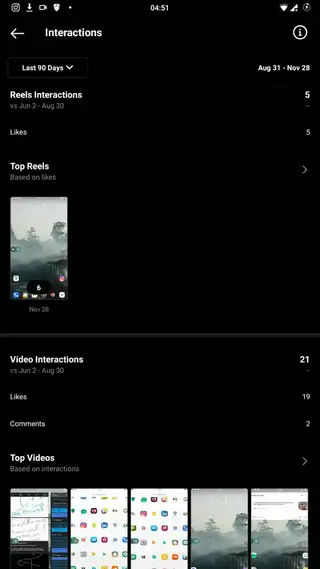 04:51
Interactions
Last 90 Days
Aug 31 - Nov 28
Reels Interactions 5
vs Jun 2 - Aug 30 --
Likes 5
Top Reels
Based on likes
6
Nov 28
Video Interactions 21
vs Jun 2 - Aug 30 --
Likes 19
Comments 2
Top Videos
Based on interactions